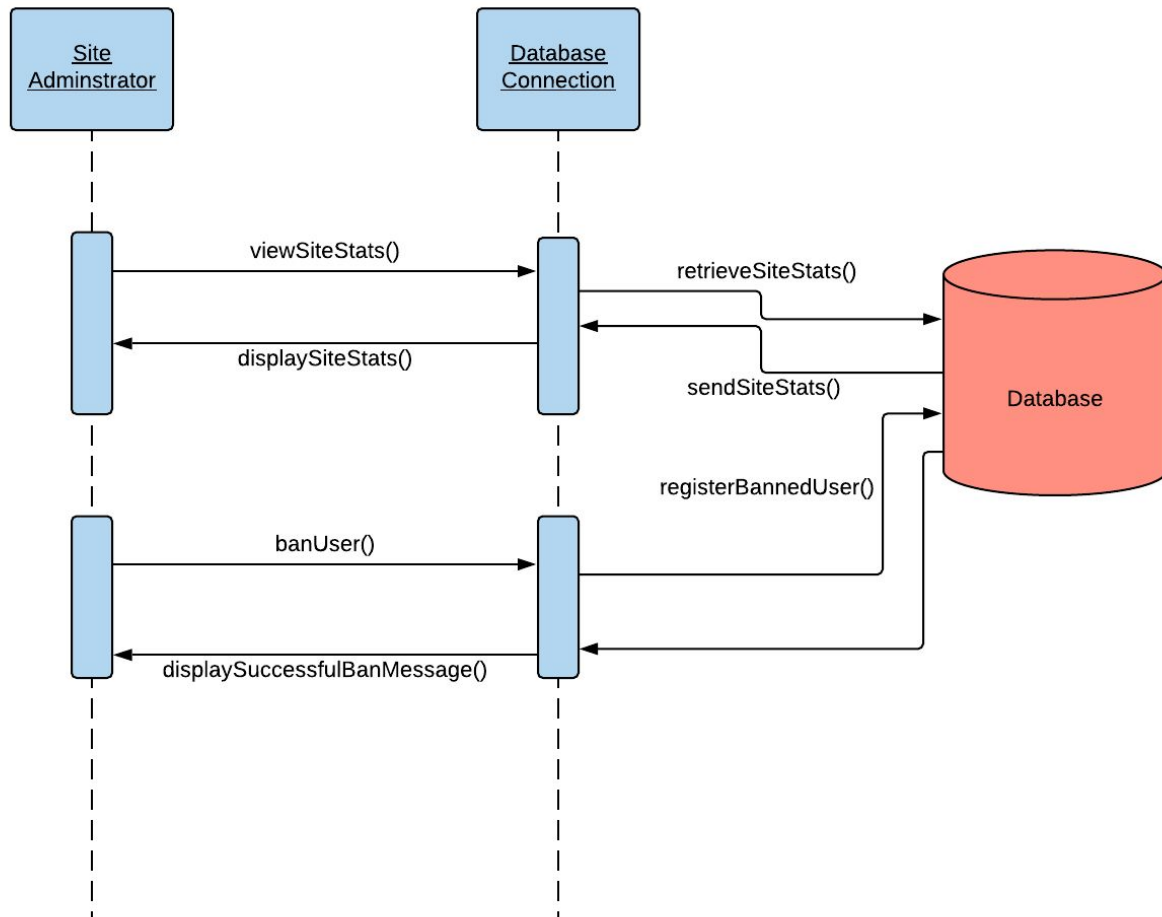 Site
Adminstrator
Database
Connection
viewSiteStats()
retrieveSiteStats()
displaySiteStats()
sendSiteStats()
Database
registerBannedUser()
banUser()
displaySuccessfulBanMessage()